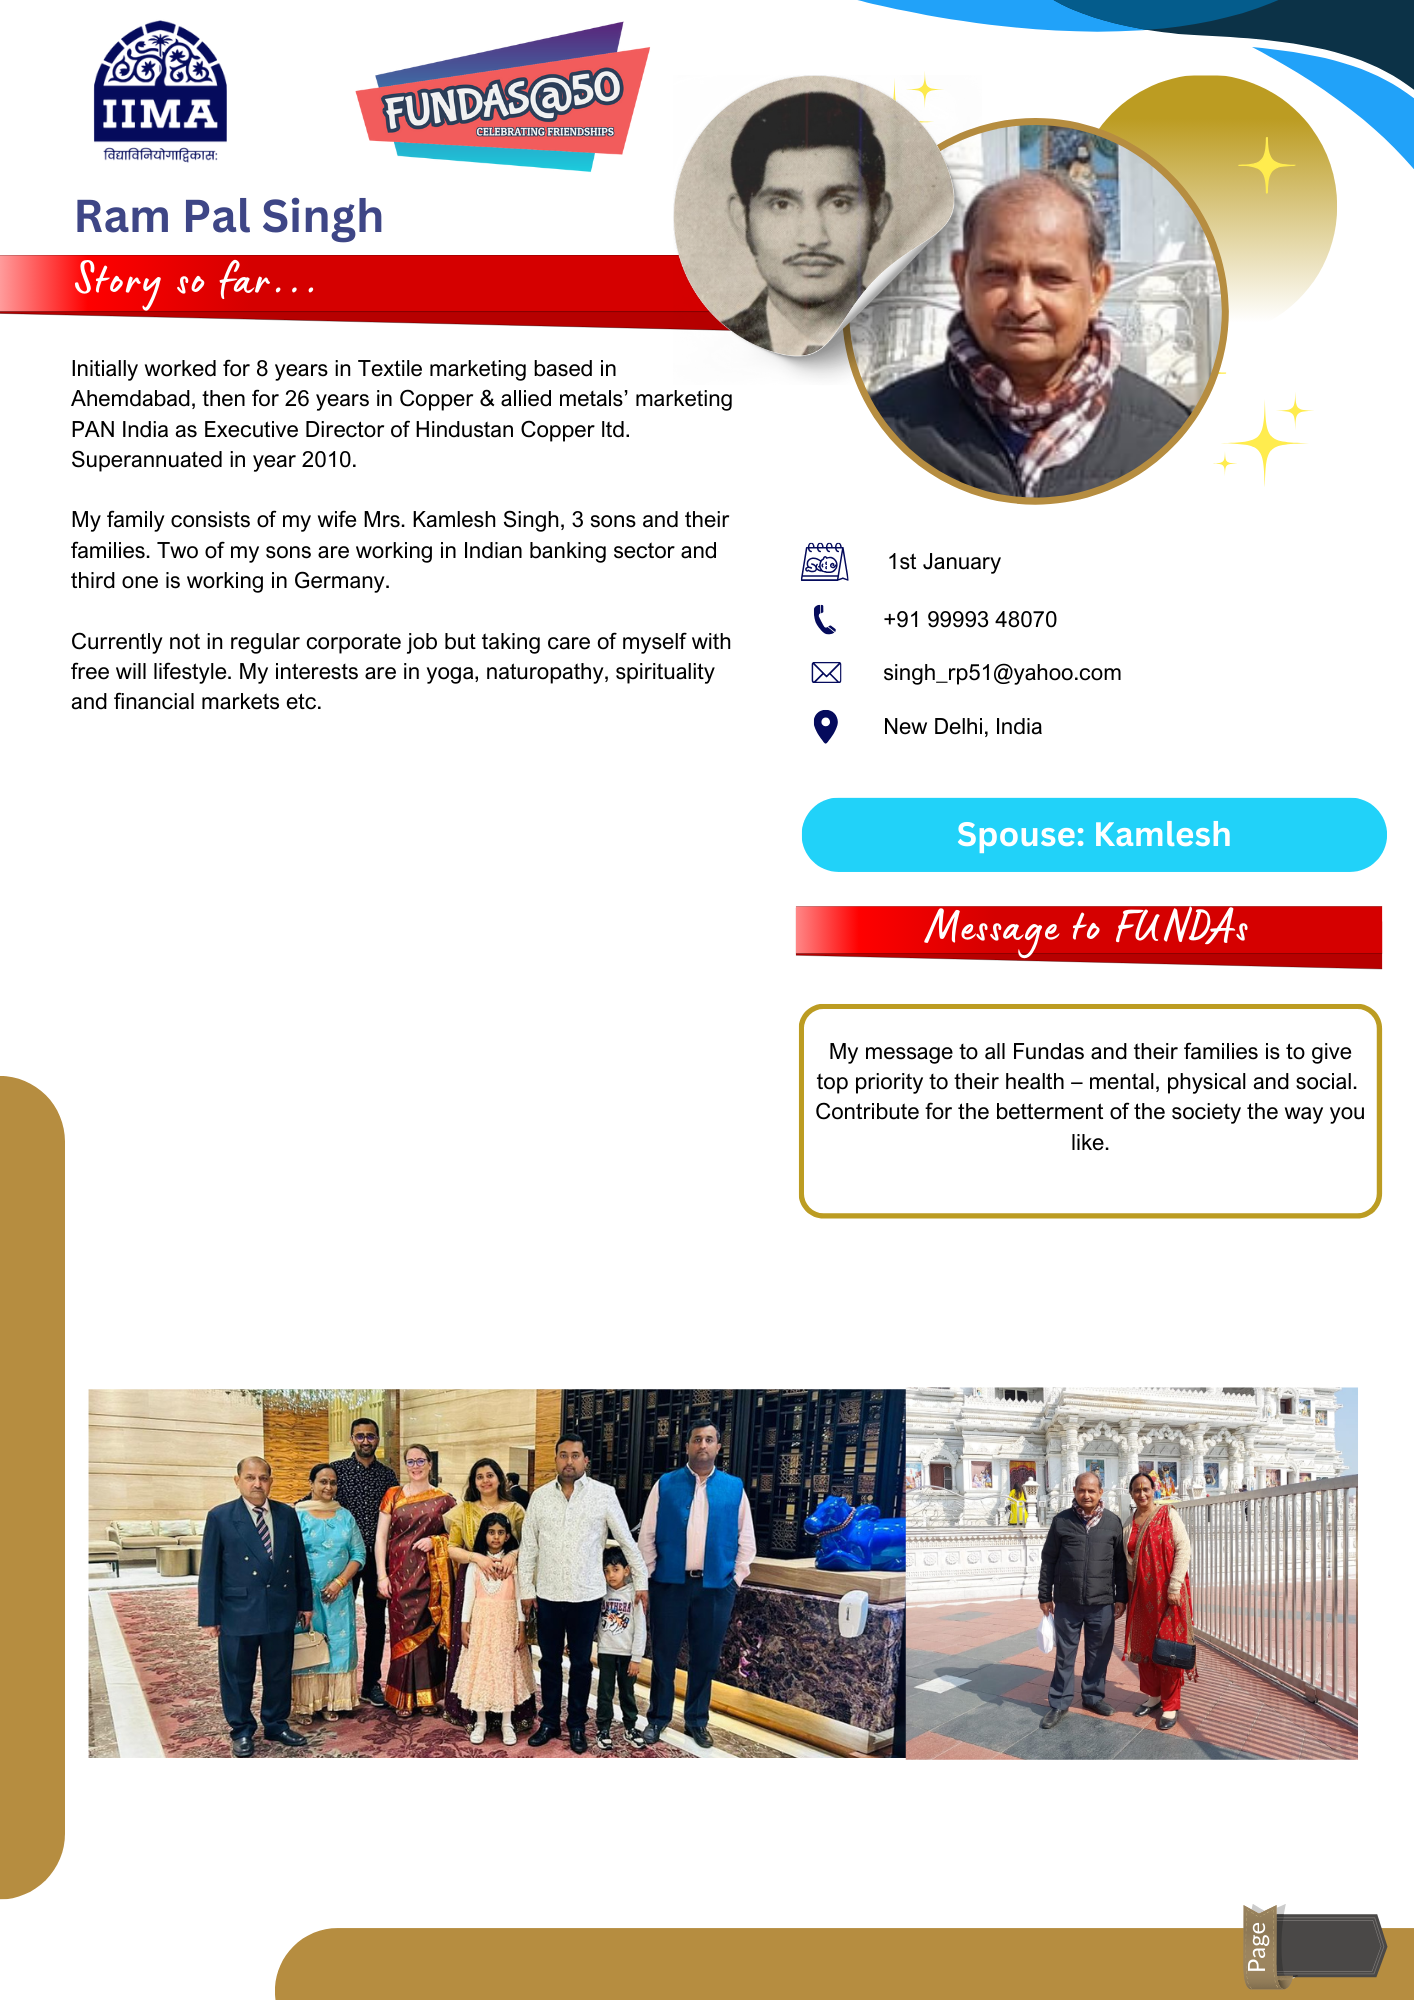 IIMA
विद्याविनियोगाद्विकास:
FUNDAS@50
CELEBRATING FRIENDSHIPS
Ram Pal Singh
Story so far...
Initially worked for 8 years in Textile marketing based in
Ahemdabad, then for 26 years in Copper & allied metals’ marketing
PAN India as Executive Director of Hindustan Copper ltd.
Superannuated in year 2010.
My family consists of my wife Mrs. Kamlesh Singh, 3 sons and their
families. Two of my sons are working in Indian banking sector and
third one is working in Germany.
Currently not in regular corporate job but taking care of myself with
free will lifestyle. My interests are in yoga, naturopathy, spirituality
and financial markets etc.
1st January
+91 99993 48070
singh_rp51@yahoo.com
New Delhi, India
Spouse: Kamlesh
Message to FUNDAs
My message to all Fundas and their families is to give
top priority to their health – mental, physical and social.
Contribute for the betterment of the society the way you
like.
Page